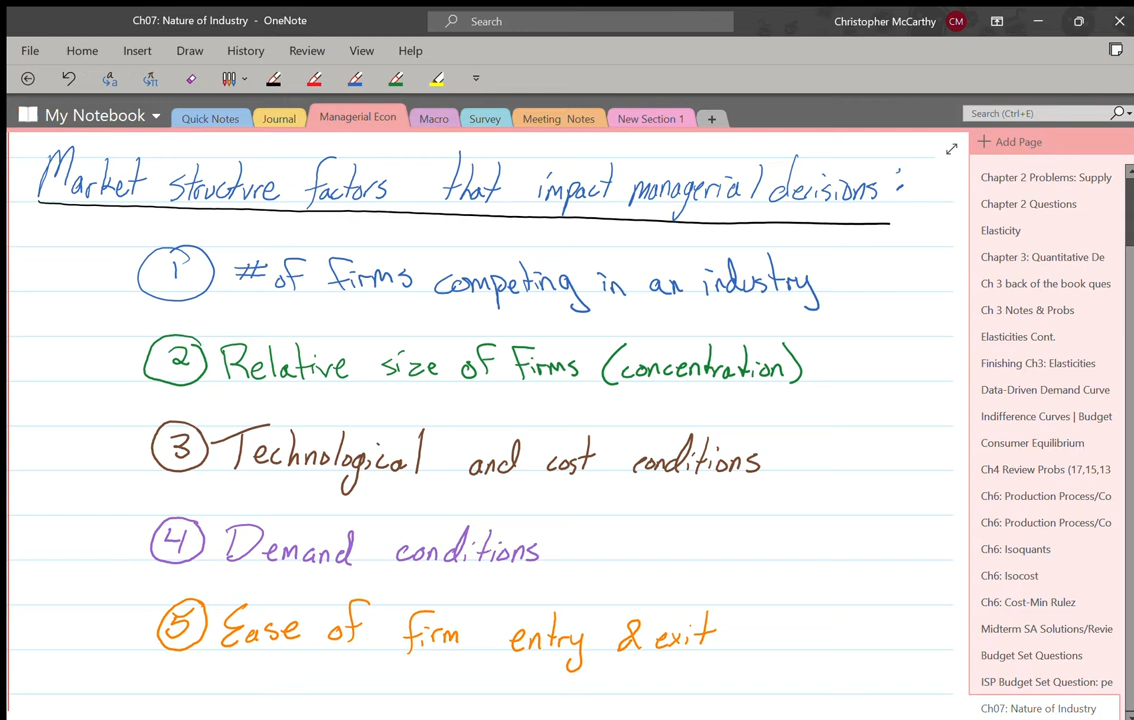 Ch07: Nature of Industry - OneNote
Search
Christopher McCarthy
CM
File Home Insert Draw History Review View Help
My Notebook
Quick Notes
Journal
Managerial Econ
Macro
Survey
Meeting Notes
New Section 1
Search (Ctrl+E)
Add Page
Market structure factors that impact managerial decisions:
1 # of firms competing in an industry
2 Relative size of firms (concentration)
3 Technological and cost conditions
4 Demand conditions
5 Ease of firm entry & exit
Chapter 2 Problems: Supply
Chapter 2 Questions
Elasticity
Chapter 3: Quantitative De
Ch 3 back of the book ques
Ch 3 Notes & Probs
Elasticities Cont.
Finishing Ch3: Elasticities
Data-Driven Demand Curve
Indifference Curves | Budget
Consumer Equilibrium
Ch4 Review Probs (17,15,13
Ch6: Production Process/Co
Ch6: Production Process/Co
Ch6: Isoquants
Ch6: Isocost
Ch6: Cost-Min Rulez
Midterm SA Solutions/Revie
Budget Set Questions
ISP Budget Set Question: pe
Ch07: Nature of Industry